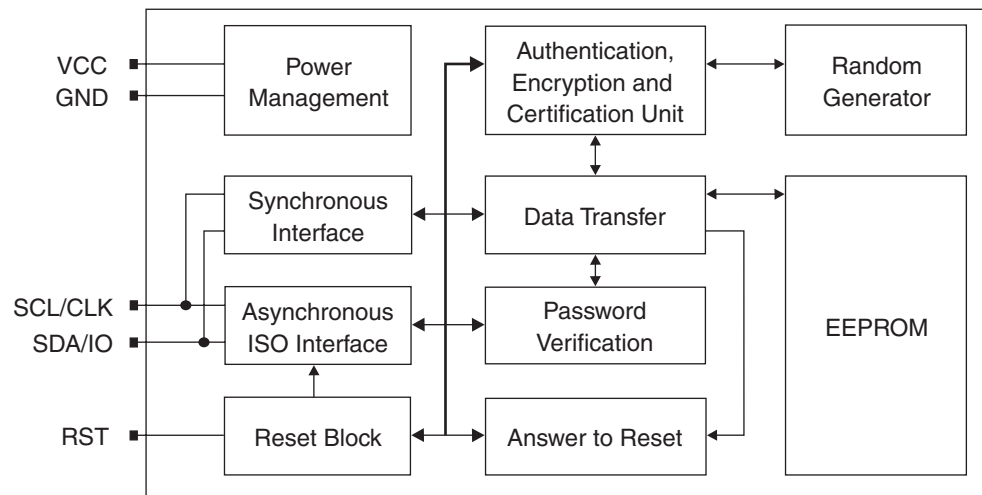 VCC
GND
Power
Management
Authentication,
Encryption and
Certification Unit
Random
Generator
Synchronous
Interface
Data Transfer
SCL/CLK
SDA/IO
Asynchronous
ISO Interface
Password
Verification
EEPROM
RST
Reset Block
Answer to Reset